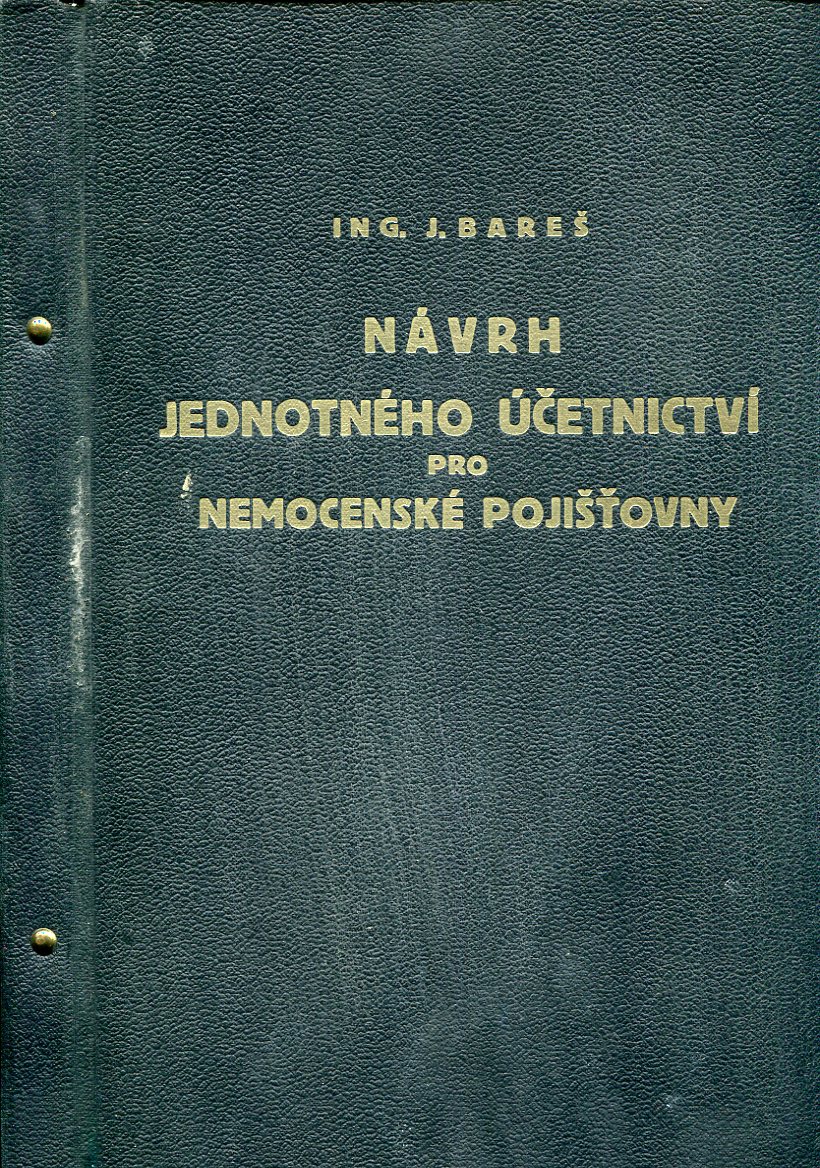 ING. J. BAREŠ
NÁVRH
JEDNOTNÉHO ÚČETNICTVÍ
PRO
NEMOCENSKÉ POJIŠŤOVNY